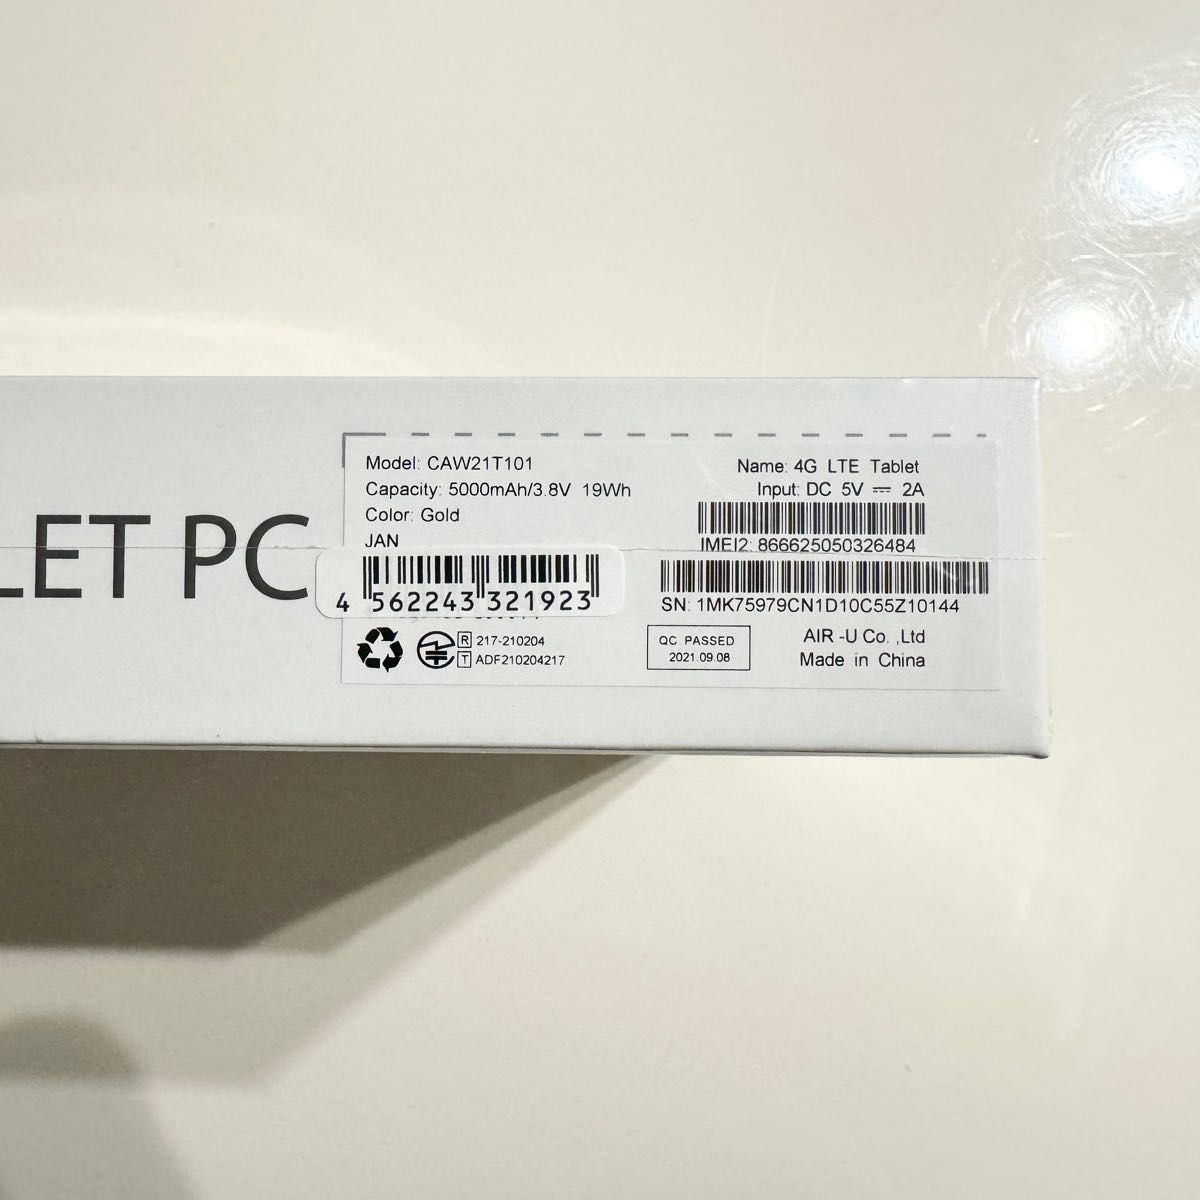 LET PC
Model: CAW21T101
Capacity: 5000mAh/3.8V 19Wh
Color: Gold
JAN
4 562243 321923
R 217-210204
T ADF210204217
Name: 4G LTE Tablet
Input: DC 5V ⎓ 2A
IMEI2: 866625050326484
SN: 1MK75979CN1D10C55Z10144
QC PASSED
2021.09.08
AIR -U Co. ,Ltd
Made in China